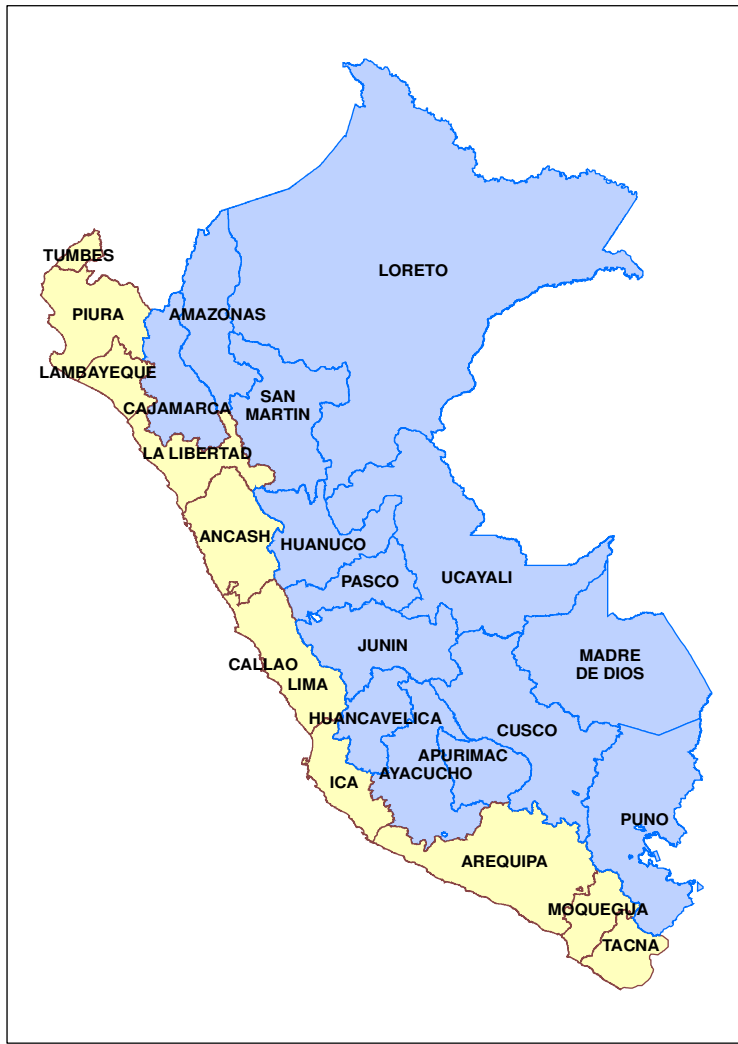 TUMBES
LORETO
PIURA
AMAZONAS
LAMBAYEQUE
CAJAMARCA
SAN
MARTIN
LA LIBERTAD
ANCASH
HUANUCO
PASCO
UCAYALI
JUNIN
MADRE
DE DIOS
CALLAO
LIMA
HUANCAVELICA
CUSCO
APURIMAC
AYACUCHO
ICA
PUNO
AREQUIPA
MOQUEGUA
TACNA